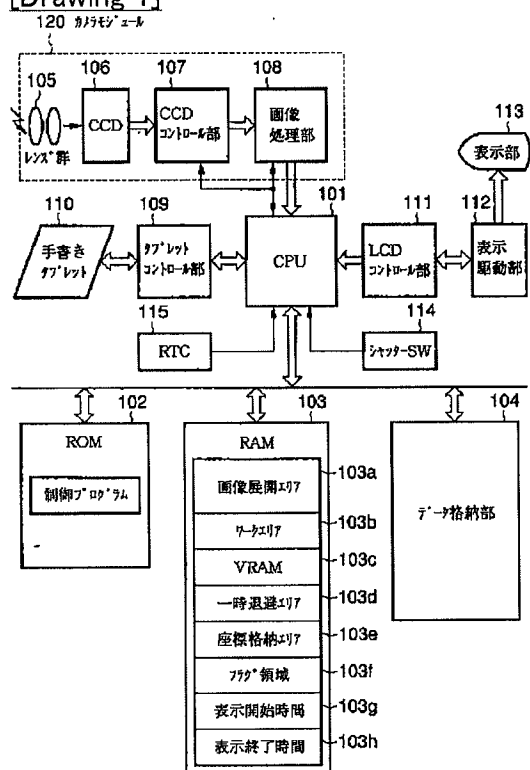 [Drawing 1]
120 カメラモジュール
105
106
107
108
レンズ群
CCD
CCD
コントロール部
画像
処理部
113
表示部
110
109
101
111
112
手書き
タブレット
タブレット
コントロール部
CPU
LCD
コントロール部
表示
駆動部
115
RTC
114
シャッターSW
102
ROM
制御プログラム
103
RAM
103a
画像展開エリア
103b
ワークエリア
103c
VRAM
103d
一時退避エリア
103e
座標格納エリア
103f
フラグ領域
103g
表示開始時間
103h
表示終了時間
104
データ格納部